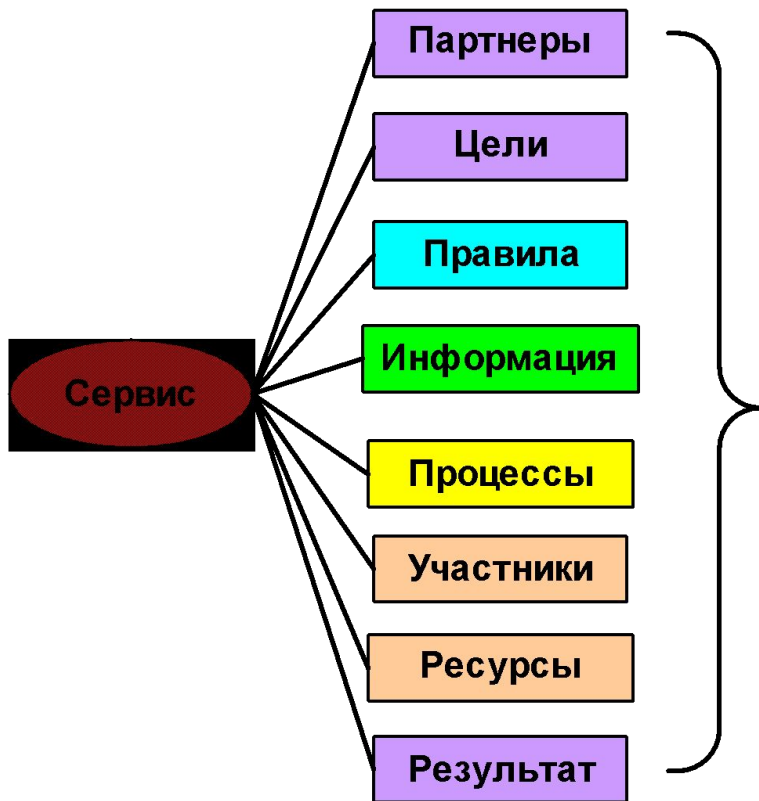 Партнеры
Цели
Правила
Информация
Сервис
Процессы
Участники
Ресурсы
Результат